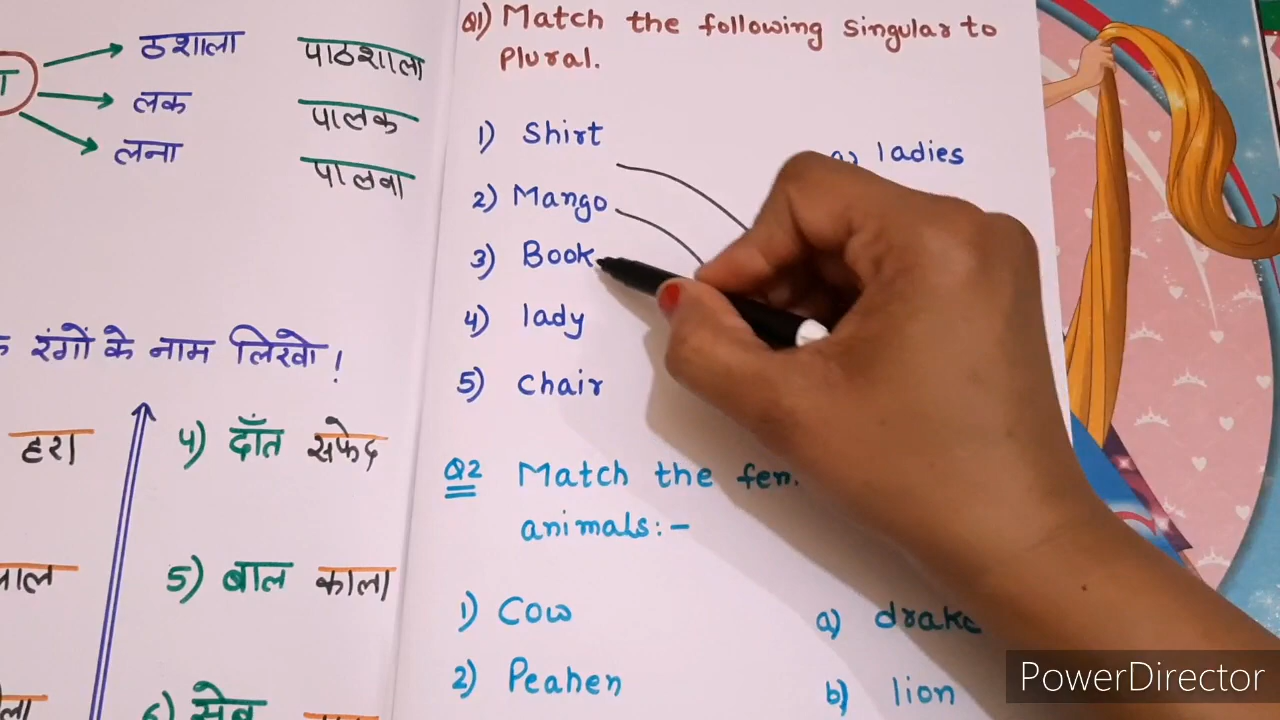 ठशाला पाठशाला
लक पालक
लना पालना
रंगों के नाम लिखो!
हरा
4) दाँत सफेद
5) बाल काला
6) सेब
Q1) Match the following singular to
plural.
1) Shirt
a) ladies
2) Mango
3) Book
4) lady
5) chair
Q2 Match the fem.
animals:-
1) Cow a) drake
2) Peahen b) lion
PowerDirector